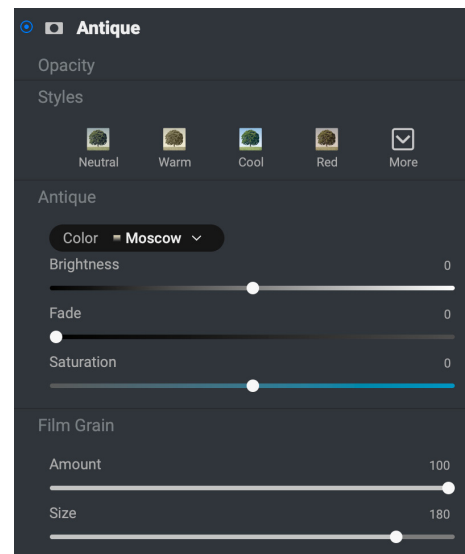 Antique
Opacity
Styles
Neutral Warm Cool Red More
Antique
Color Moscow
Brightness 0
Fade 0
Saturation 0
Film Grain
Amount 100
Size 180